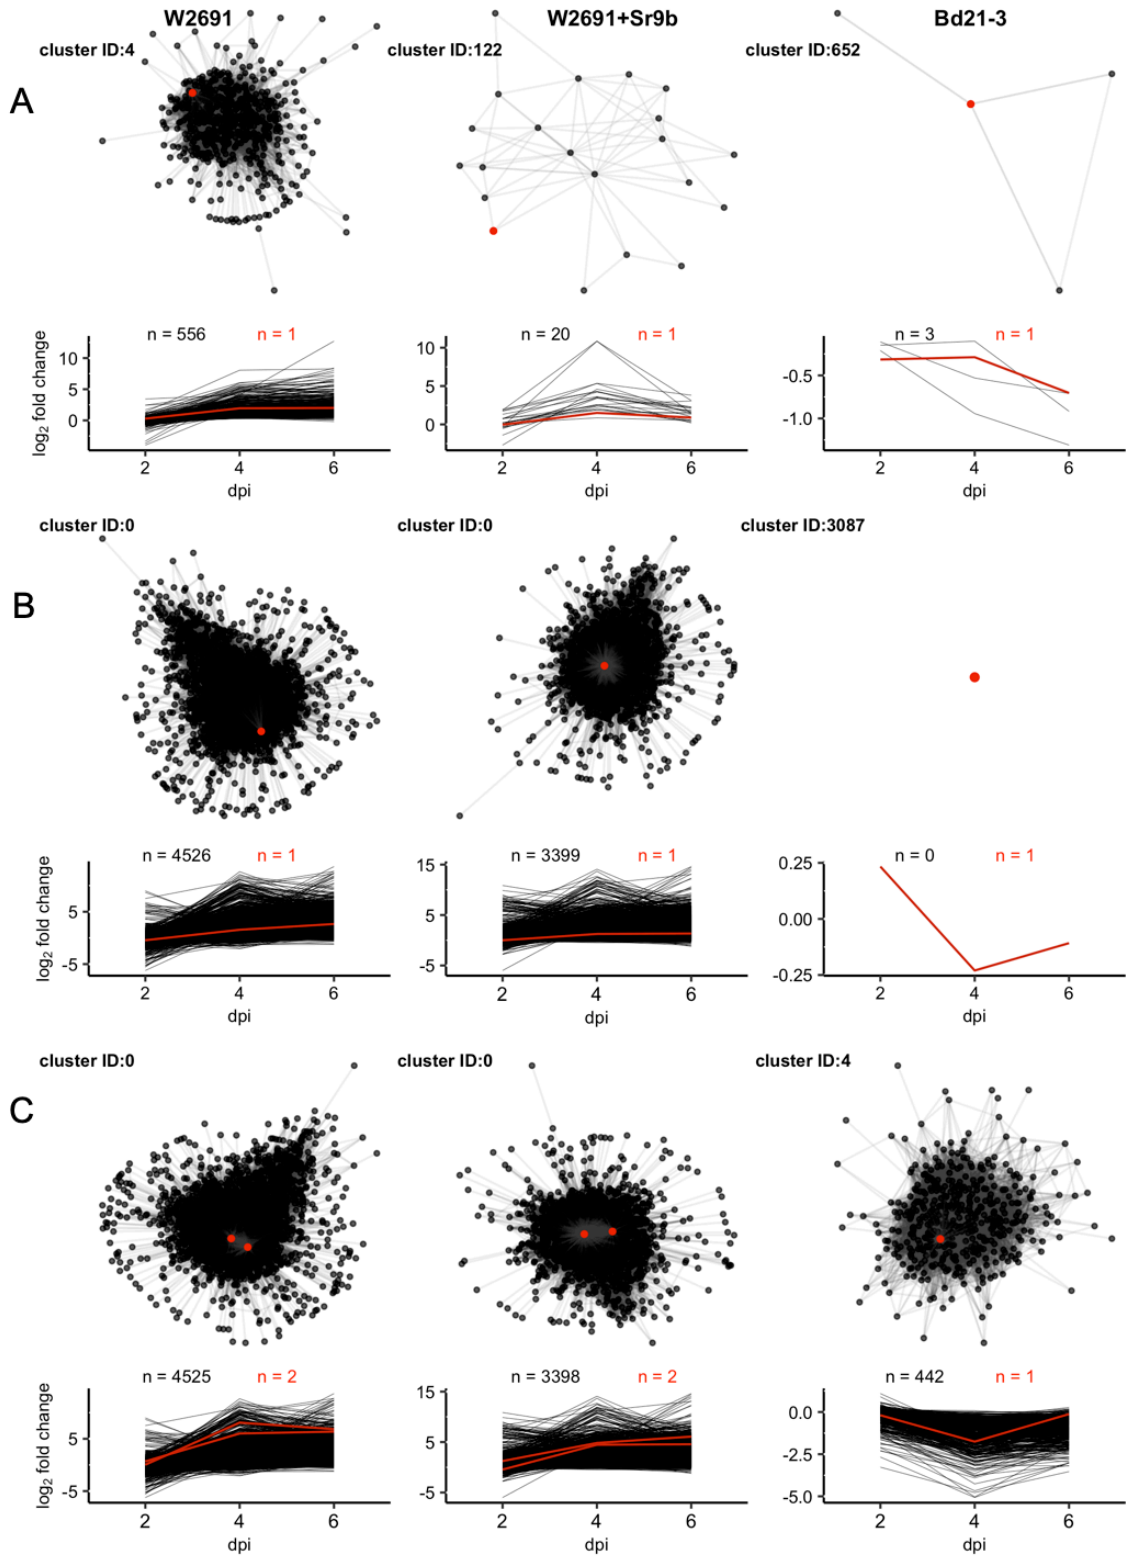 W2691 W2691+Sr9b Bd21-3
cluster ID:4 cluster ID:122 cluster ID:652
A
n = 556 n = 1 n = 20 n = 1 n = 3 n = 1
log2 fold change
10
5
0
10
5
0
-0.5
-1.0
2 4 6 2 4 6 2 4 6
dpi dpi dpi
cluster ID:0 cluster ID:0 cluster ID:3087
B
n = 4526 n = 1 n = 3399 n = 1 n = 0 n = 1
log2 fold change
5
-5
15
5
-5
0.25
0.00
-0.25
2 4 6 2 4 6 2 4 6
dpi dpi dpi
cluster ID:0 cluster ID:0 cluster ID:4
C
n = 4525 n = 2 n = 3398 n = 2 n = 442 n = 1
log2 fold change
5
-5
15
5
-5
0.0
-2.5
-5.0
2 4 6 2 4 6 2 4 6
dpi dpi dpi